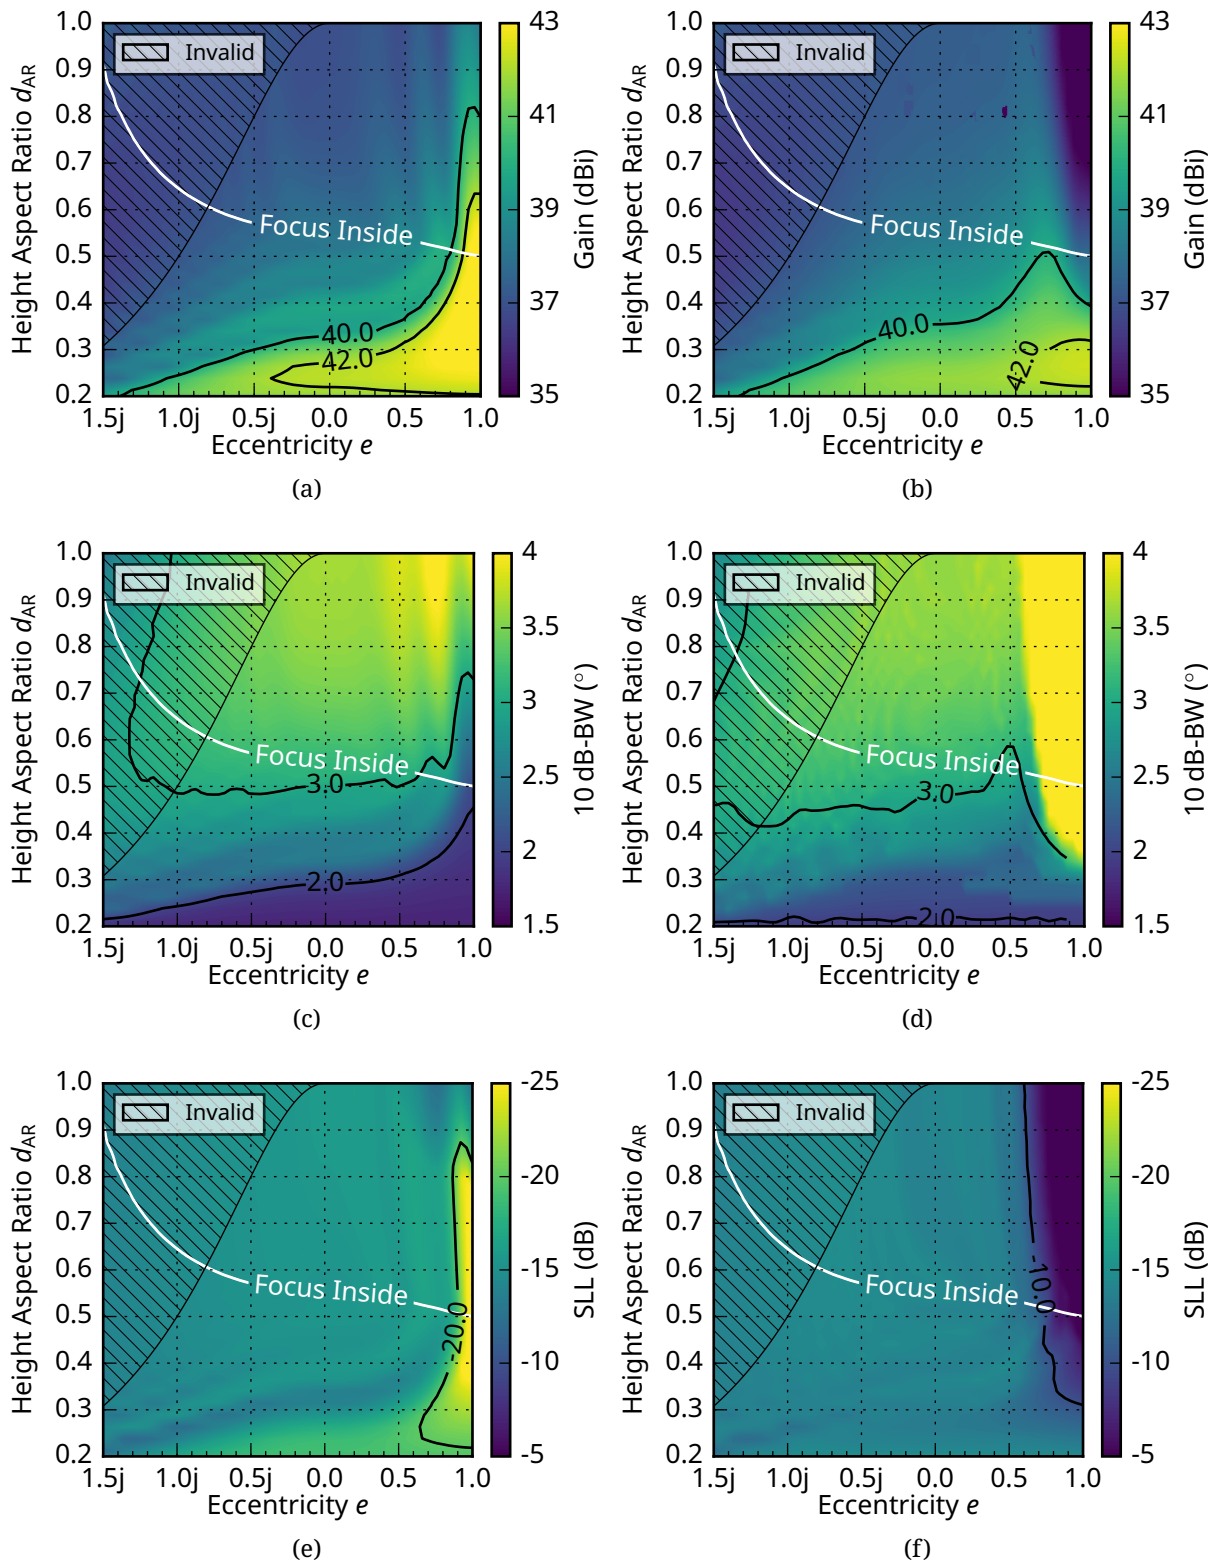 1.0
0.9
0.8
0.7
0.6
0.5
0.4
0.3
0.2
Height Aspect Ratio dAR
Invalid
Focus Inside
40.0
42.0
1.5j 1.0j 0.5j 0.0 0.5 1.0
Eccentricity e
43
41
39
37
35
Gain (dBi)
(a)
1.0
0.9
0.8
0.7
0.6
0.5
0.4
0.3
0.2
Height Aspect Ratio dAR
Invalid
Focus Inside
40.0
42.0
1.5j 1.0j 0.5j 0.0 0.5 1.0
Eccentricity e
43
41
39
37
35
Gain (dBi)
(b)
1.0
0.9
0.8
0.7
0.6
0.5
0.4
0.3
0.2
Height Aspect Ratio dAR
Invalid
Focus Inside
3.0
2.0
1.5j 1.0j 0.5j 0.0 0.5 1.0
Eccentricity e
4
3.5
3
2.5
2
1.5
10 dB-BW (°)
(c)
1.0
0.9
0.8
0.7
0.6
0.5
0.4
0.3
0.2
Height Aspect Ratio dAR
Invalid
Focus Inside
3.0
2.0
1.5j 1.0j 0.5j 0.0 0.5 1.0
Eccentricity e
4
3.5
3
2.5
2
1.5
10 dB-BW (°)
(d)
1.0
0.9
0.8
0.7
0.6
0.5
0.4
0.3
0.2
Height Aspect Ratio dAR
Invalid
Focus Inside
-20.0
1.5j 1.0j 0.5j 0.0 0.5 1.0
Eccentricity e
-25
-20
-15
-10
-5
SLL (dB)
(e)
1.0
0.9
0.8
0.7
0.6
0.5
0.4
0.3
0.2
Height Aspect Ratio dAR
Invalid
Focus Inside
-10.0
1.5j 1.0j 0.5j 0.0 0.5 1.0
Eccentricity e
-25
-20
-15
-10
-5
SLL (dB)
(f)